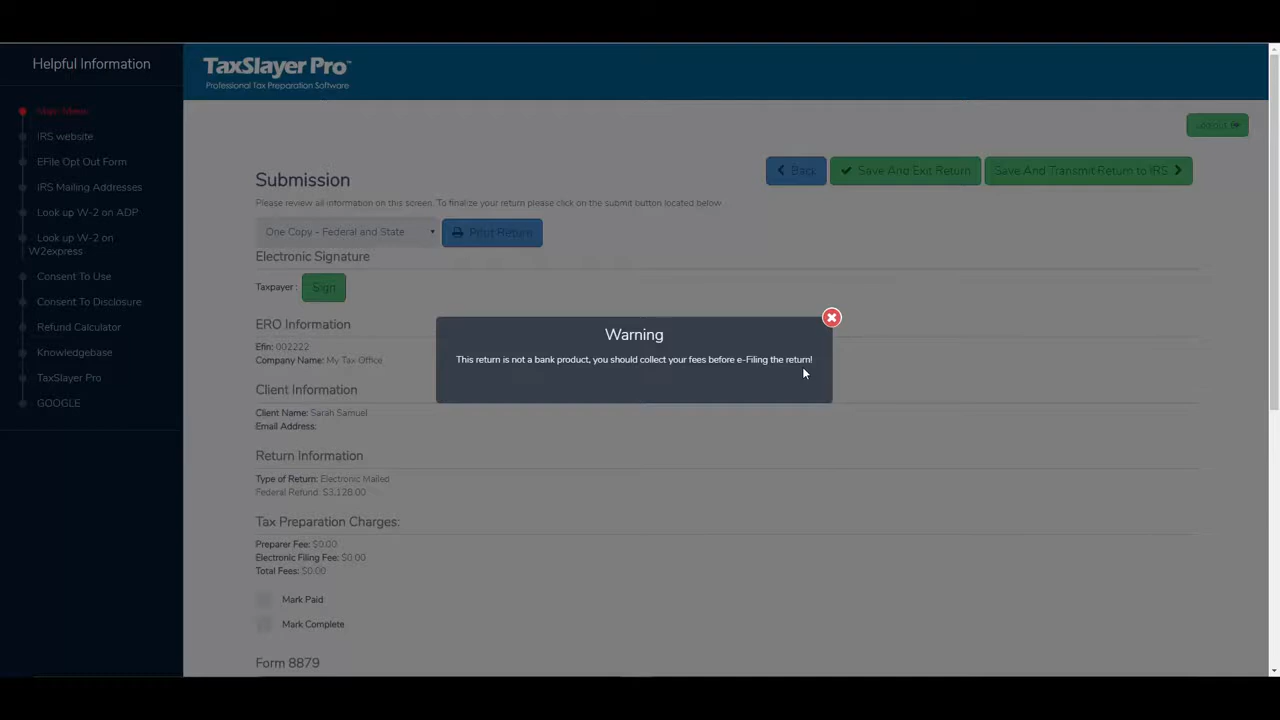 Helpful Information
Main Menu
IRS website
EFile Opt Out Form
IRS Mailing Addresses
Look up W-2 on ADP
Look up W-2 on
W2express
Consent To Use
Consent To Disclosure
Refund Calculator
Knowledgebase
TaxSlayer Pro
GOOGLE
TaxSlayer Pro™
Professional Tax Preparation Software
Logout
Submission
Back
Save And Exit Return
Save And Transmit Return to IRS
Please review all information on this screen. To finalize your return please click on the submit button located below
One Copy - Federal and State
Print Return
Electronic Signature
Taxpayer :
Sign
ERO Information
Efin: 002222
Company Name: My Tax Office
Warning
This return is not a bank product, you should collect your fees before e-Filing the return!
Client Information
Client Name: Sarah Samuel
Email Address:
Return Information
Type of Return: Electronic Mailed
Federal Refund: $3,128.00
Tax Preparation Charges:
Preparer Fee: $0.00
Electronic Filing Fee: $0.00
Total Fees: $0.00
Mark Paid
Mark Complete
Form 8879